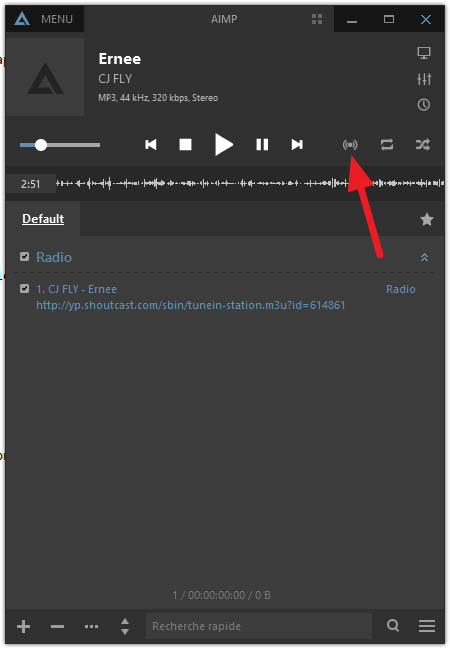 MENU
AIMP
Ernee
CJ FLY
MP3, 44 kHz, 320 kbps, Stereo
2:51
Default
Radio
1. CJ FLY - Ernee Radio
http://yp.shoutcast.com/sbin/tunein-station.m3u?id=614861
1 / 00:00:00:00 / 0 B
Recherche rapide